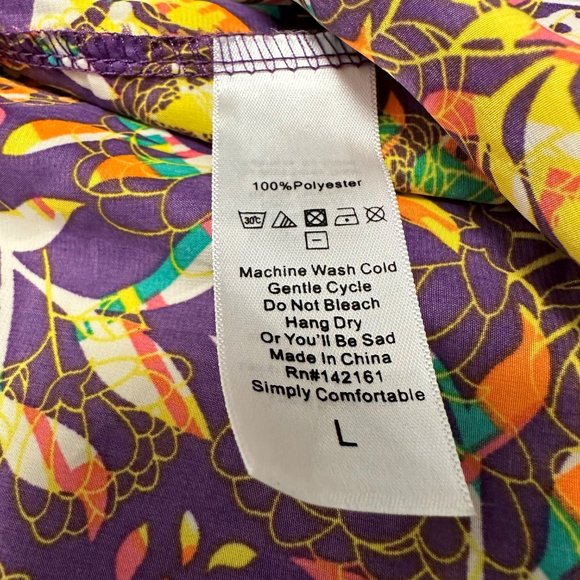 100%Polyester
30℃
Machine Wash Cold
Gentle Cycle
Do Not Bleach
Hang Dry
Or You'll Be Sad
Made In China
Rn#142161
Simply Comfortable
L